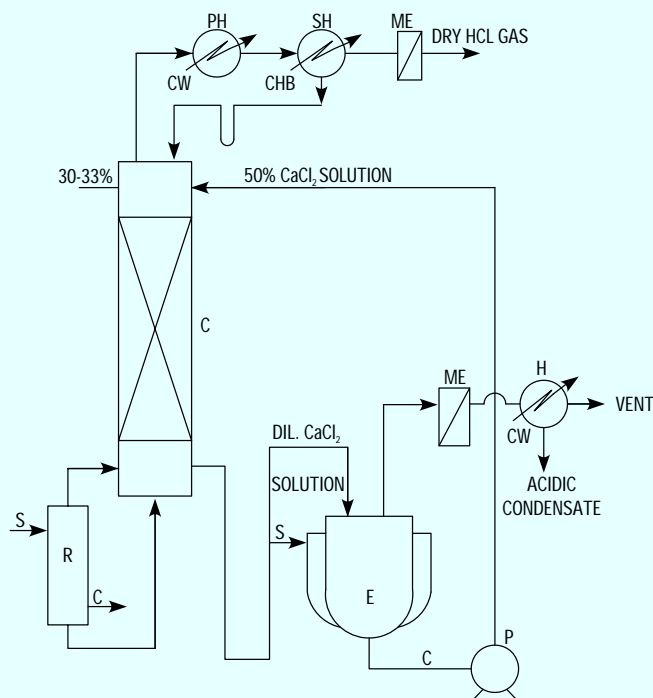 PH
SH
ME
DRY HCL GAS
CW
CHB
30-33%
50% CaCl₂ SOLUTION
C
ME
H
VENT
CW
DIL. CaCl₂
SOLUTION
ACIDIC
CONDENSATE
S
S
R
C
E
C
P